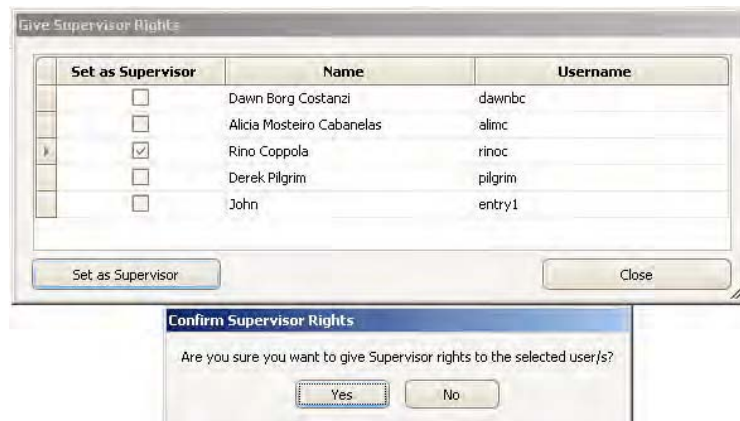 Give Supervisor Rights
Set as Supervisor Name Username
Dawn Borg Costanzi dawnbc
Alicia Mosteiro Cabanelas alimc
Rino Coppola rinoc
Derek Pilgrim pilgrim
John entry1
Set as Supervisor Close
Confirm Supervisor Rights
Are you sure you want to give Supervisor rights to the selected user/s?
Yes No